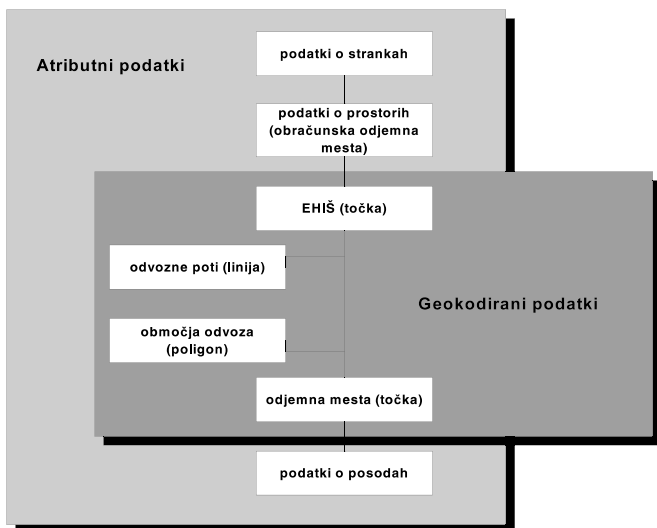 podatki o strankah
Atributni podatki
podatki o prostorih
(obračunska odjemna
mesta)
EHIŠ (točka)
odvozne poti (linija)
Geokodirani podatki
območja odvoza
(poligon)
odjemna mesta (točka)
podatki o posodah